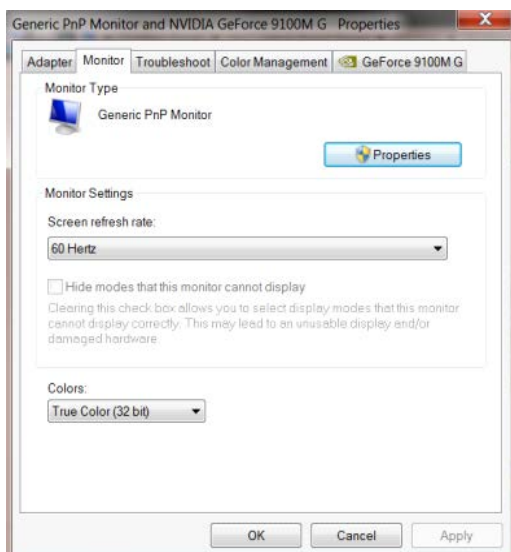 Generic PnP Monitor and NVIDIA GeForce 9100M G Properties
Adapter Monitor Troubleshoot Color Management GeForce 9100M G
Monitor Type
Generic PnP Monitor
Properties
Monitor Settings
Screen refresh rate:
60 Hertz
Hide modes that this monitor cannot display
Clearing this check box allows you to select display modes that this monitor
cannot display correctly. This may lead to an unusable display and/or
damaged hardware.
Colors:
True Color (32 bit)
OK Cancel Apply